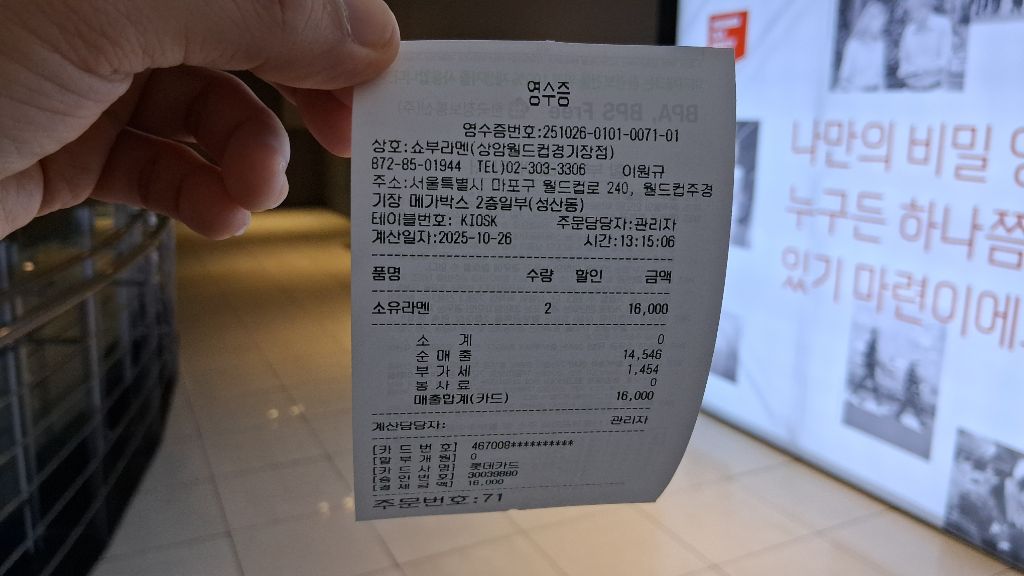 영수증
영수증번호:251026-0101-0071-01
상호:쇼부라멘(상암월드컵경기장점)
872-85-01944 TEL)02-303-3306 이원규
주소:서울특별시 마포구 월드컵로 240, 월드컵주경
기장 메가박스 2층일부(성산동)
테이블번호: KIOSK 주문담당자:관리자
계산일자:2025-10-26 시간:13:15:06
품명 수량 할인 금액
소유라멘 2 16,000
소 계 0
순 매 출 14,546
부 가 세 1,454
봉 사 료 0
매출합계(카드) 16,000
계산담당자: 관리자
[카 드 번 호] 467008**********
[할 부 개 월] 0
[카 드 사 명] 롯데카드
[승 인 번 호] 30039880
[결 제 금 액] 16,000
주문번호:71
나만의 비밀
누구든 하나쯤
있기 마련이에